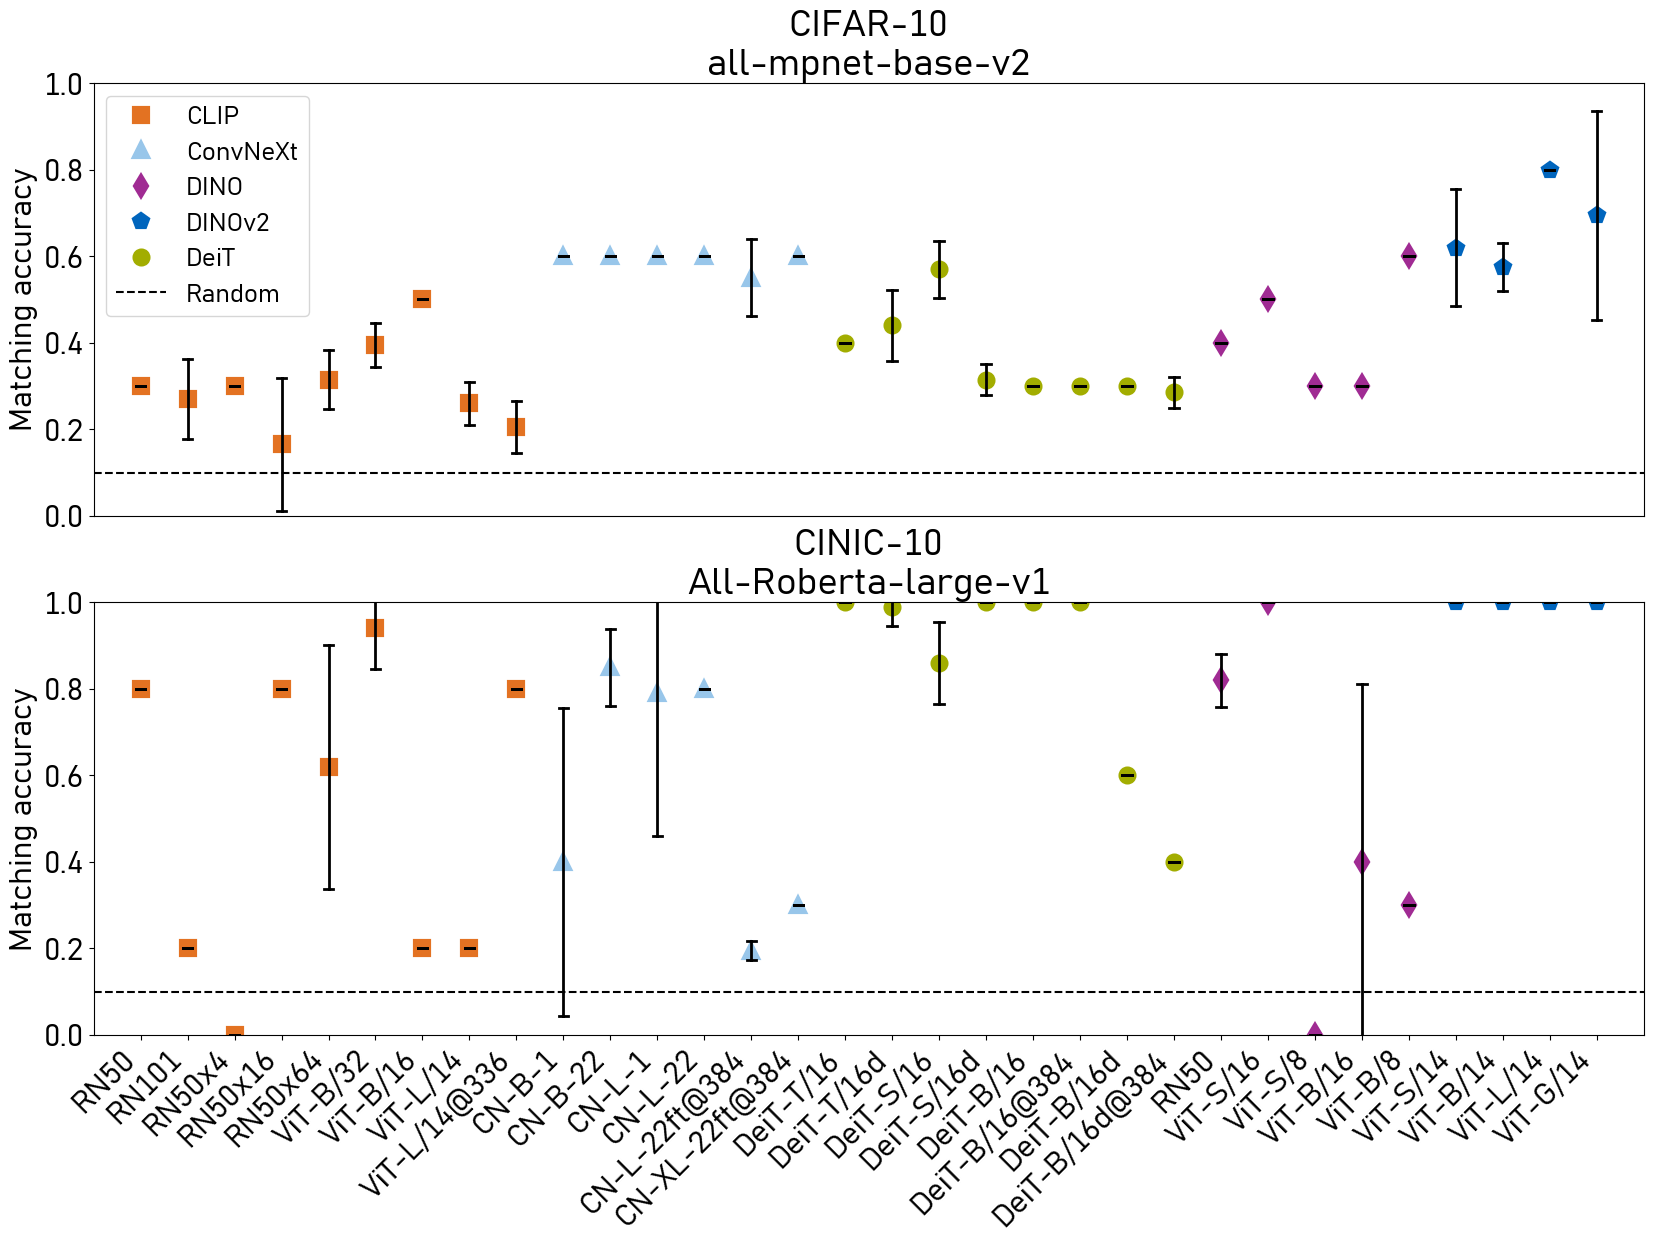 CIFAR-10
all-mpnet-base-v2
Matching accuracy
1.0
0.8
0.6
0.4
0.2
0.0
CLIP
ConvNeXt
DINO
DINOv2
DeiT
Random
CINIC-10
All-Roberta-large-v1
Matching accuracy
1.0
0.8
0.6
0.4
0.2
0.0
RN50
RN101
RN50x4
RN50x16
RN50x64
ViT-B/32
ViT-B/16
ViT-L/14
ViT-L/14@336
CN-B-1
CN-B-22
CN-L-1
CN-L-22
CN-L-22ft@384
CN-XL-22ft@384
DeiT-T/16
DeiT-T/16d
DeiT-S/16
DeiT-S/16d
DeiT-B/16
DeiT-B/16@384
DeiT-B/16d
DeiT-B/16d@384
RN50
ViT-S/16
ViT-S/8
ViT-B/16
ViT-B/8
ViT-S/14
ViT-B/14
ViT-L/14
ViT-G/14